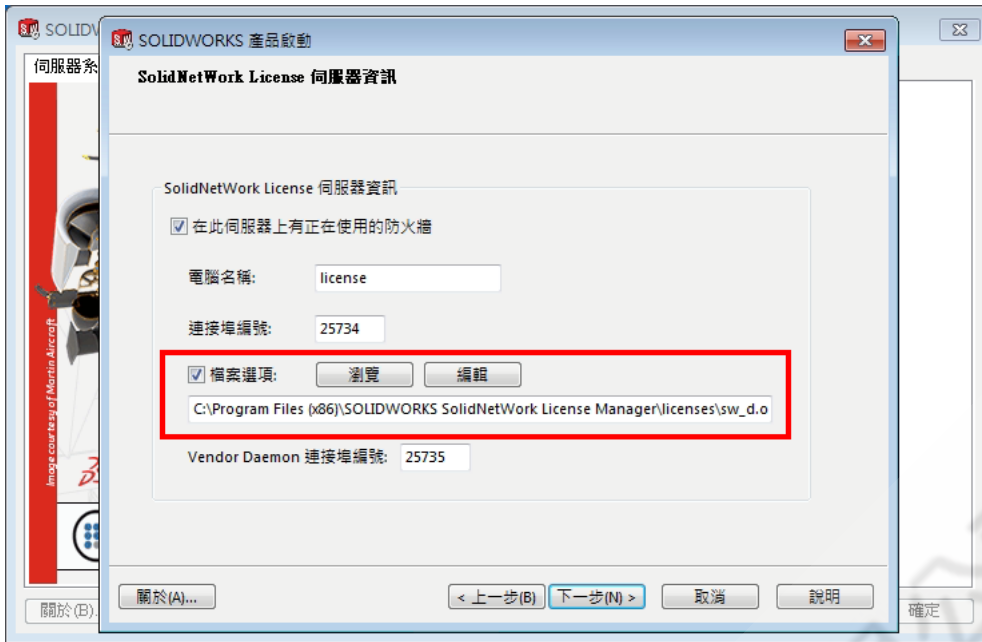 SOLIDW
SOLIDWORKS 產品啟動
伺服器系
SolidNetWork License 伺服器資訊
SolidNetWork License 伺服器資訊
在此伺服器上有正在使用的防火牆
電腦名稱: license
連接埠編號: 25734
檔案選項: 瀏覽 編輯
C:\Program Files (x86)\SOLIDWORKS SolidNetWork License Manager\licenses\sw_d.o
Vendor Daemon 連接埠編號: 25735
Image courtesy of Martin Aircraft
關於(A)... < 上一步(B) 下一步(N) > 取消 說明
關於(B). 確定